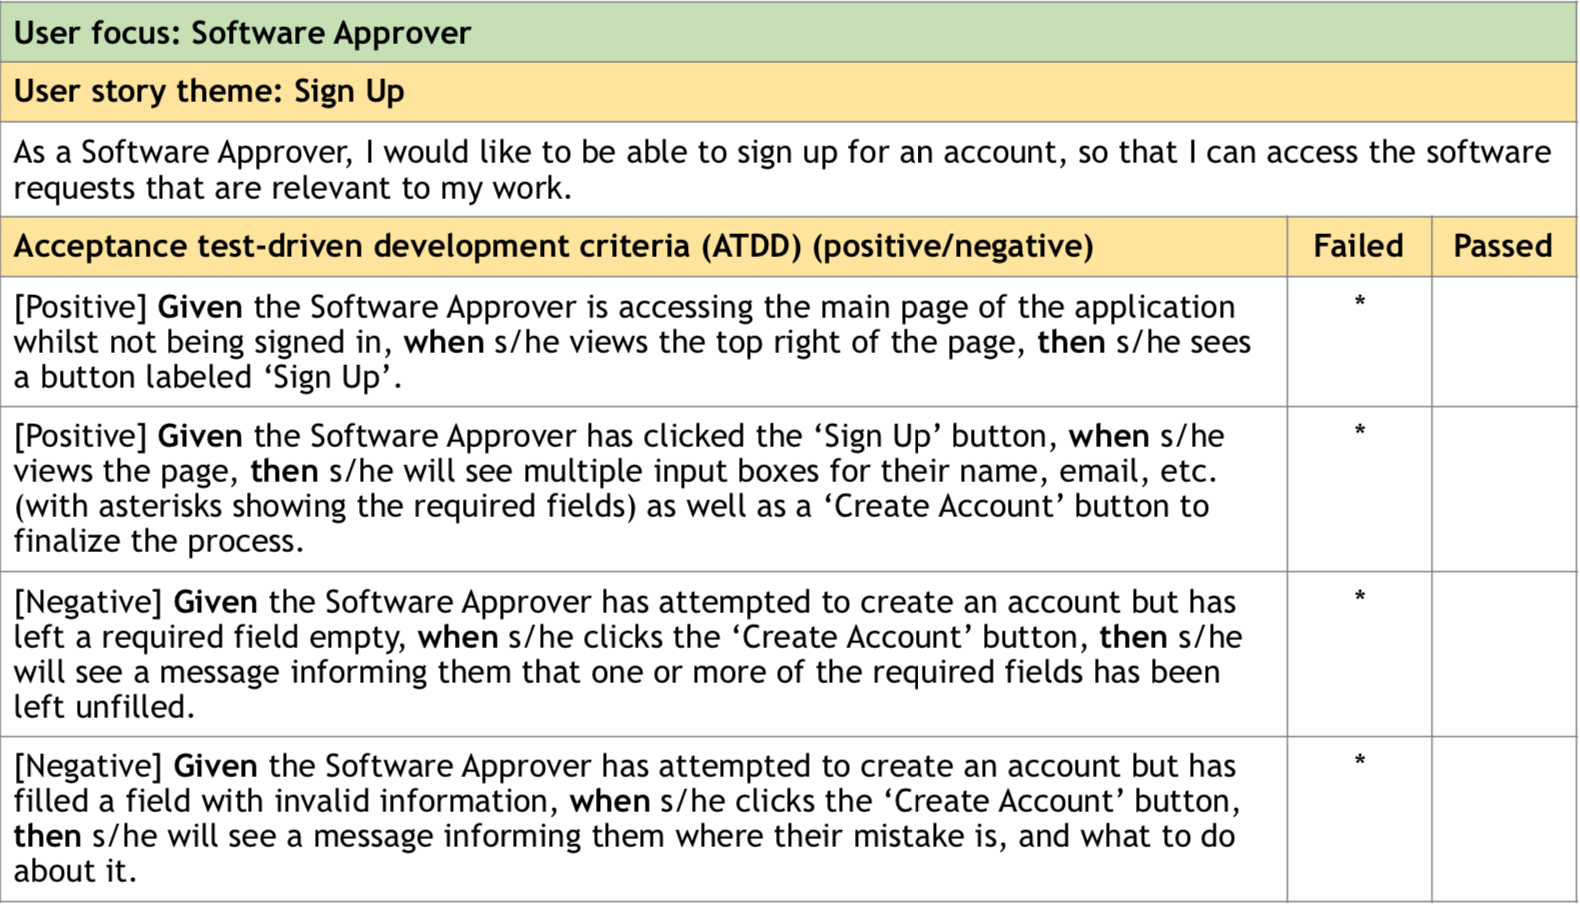 User focus: Software Approver
User story theme: Sign Up
As a Software Approver, I would like to be able to sign up for an account, so that I can access the software
requests that are relevant to my work.
Acceptance test-driven development criteria (ATDD) (positive/negative) Failed Passed
[Positive] Given the Software Approver is accessing the main page of the application *
whilst not being signed in, when s/he views the top right of the page, then s/he sees
a button labeled ‘Sign Up’.
[Positive] Given the Software Approver has clicked the ‘Sign Up’ button, when s/he *
views the page, then s/he will see multiple input boxes for their name, email, etc.
(with asterisks showing the required fields) as well as a ‘Create Account’ button to
finalize the process.
[Negative] Given the Software Approver has attempted to create an account but has *
left a required field empty, when s/he clicks the ‘Create Account’ button, then s/he
will see a message informing them that one or more of the required fields has been
left unfilled.
[Negative] Given the Software Approver has attempted to create an account but has *
filled a field with invalid information, when s/he clicks the ‘Create Account’ button,
then s/he will see a message informing them where their mistake is, and what to do
about it.